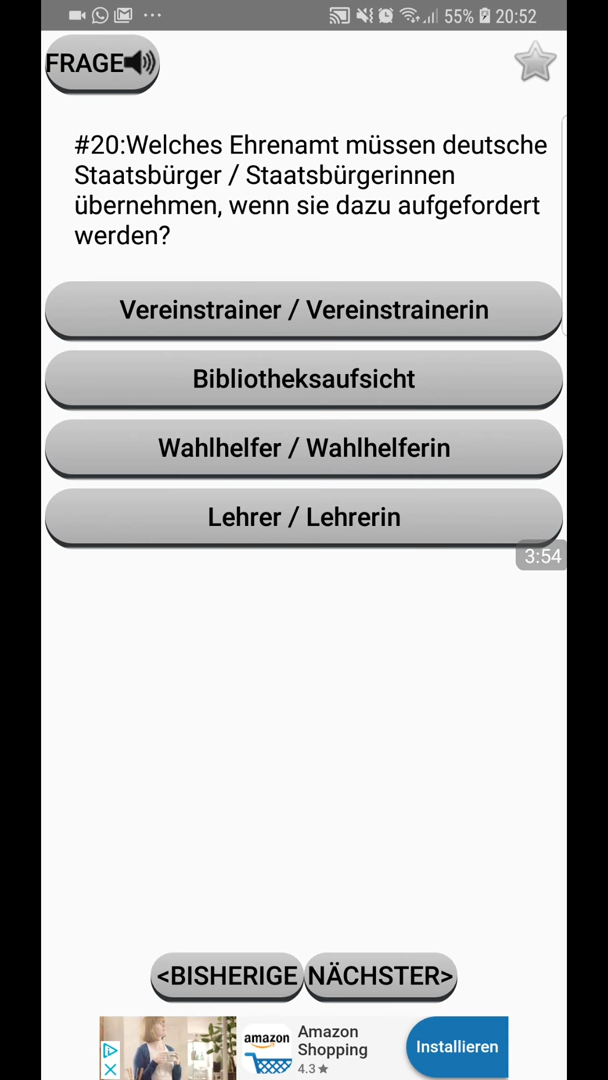 55% 20:52
FRAGE
#20:Welches Ehrenamt müssen deutsche
Staatsbürger / Staatsbürgerinnen
übernehmen, wenn sie dazu aufgefordert
werden?
Vereinstrainer / Vereinstrainerin
Bibliotheksaufsicht
Wahlhelfer / Wahlhelferin
Lehrer / Lehrerin
3:54
<BISHERIGE NÄCHSTER>
amazon
Amazon
Shopping
4.3★
Installieren